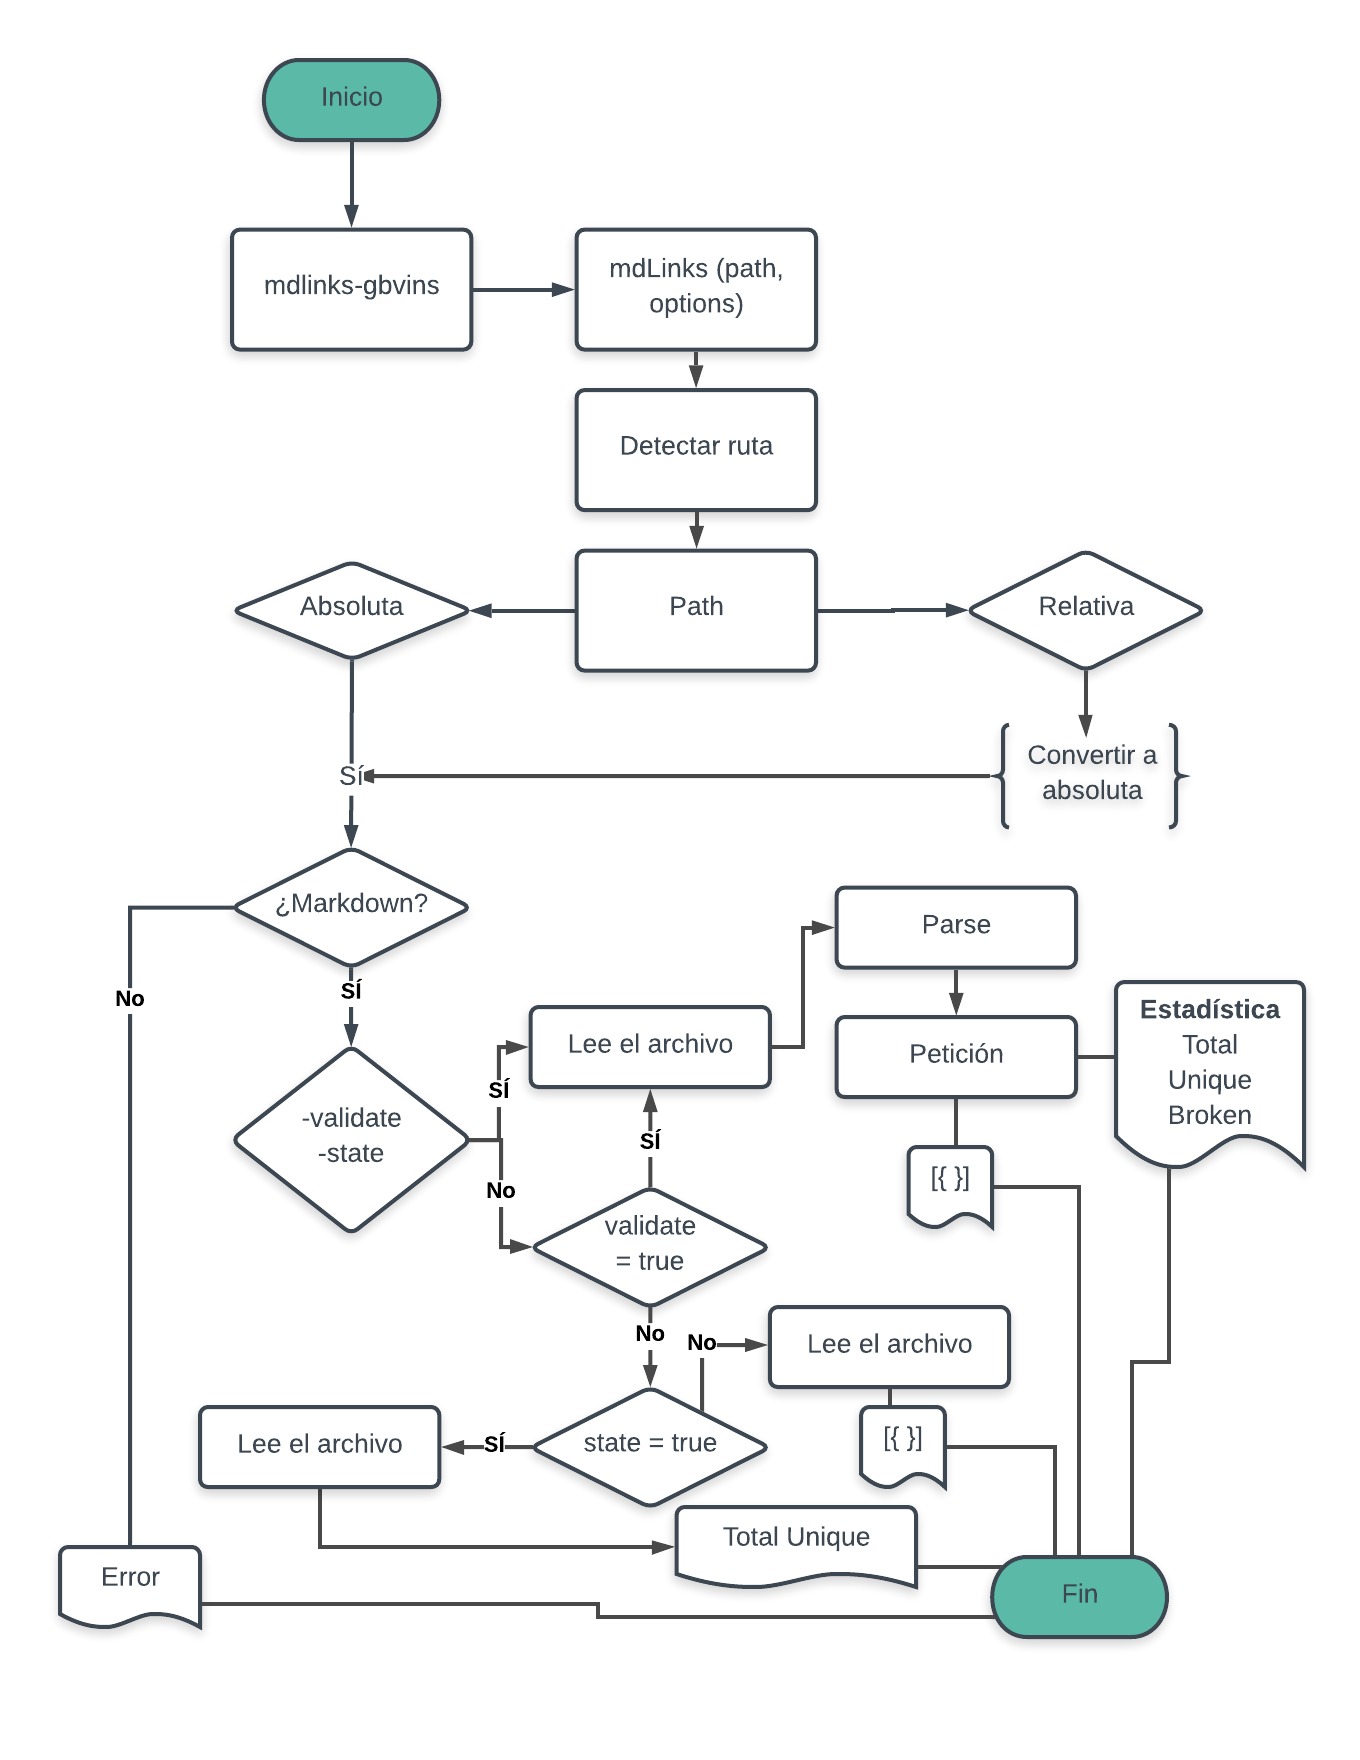 Inicio
mdlinks-gbvins
mdLinks (path,
options)
Detectar ruta
Absoluta
Path
Relativa
Sí
Convertir a
absoluta
¿Markdown?
No
SÍ
Parse
Lee el archivo
Petición
Estadística
Total
Unique
Broken
-validate
-state
SÍ
No
SÍ
[{ }]
validate
= true
No
No
Lee el archivo
Lee el archivo
SÍ
state = true
[{ }]
Total Unique
Error
Fin